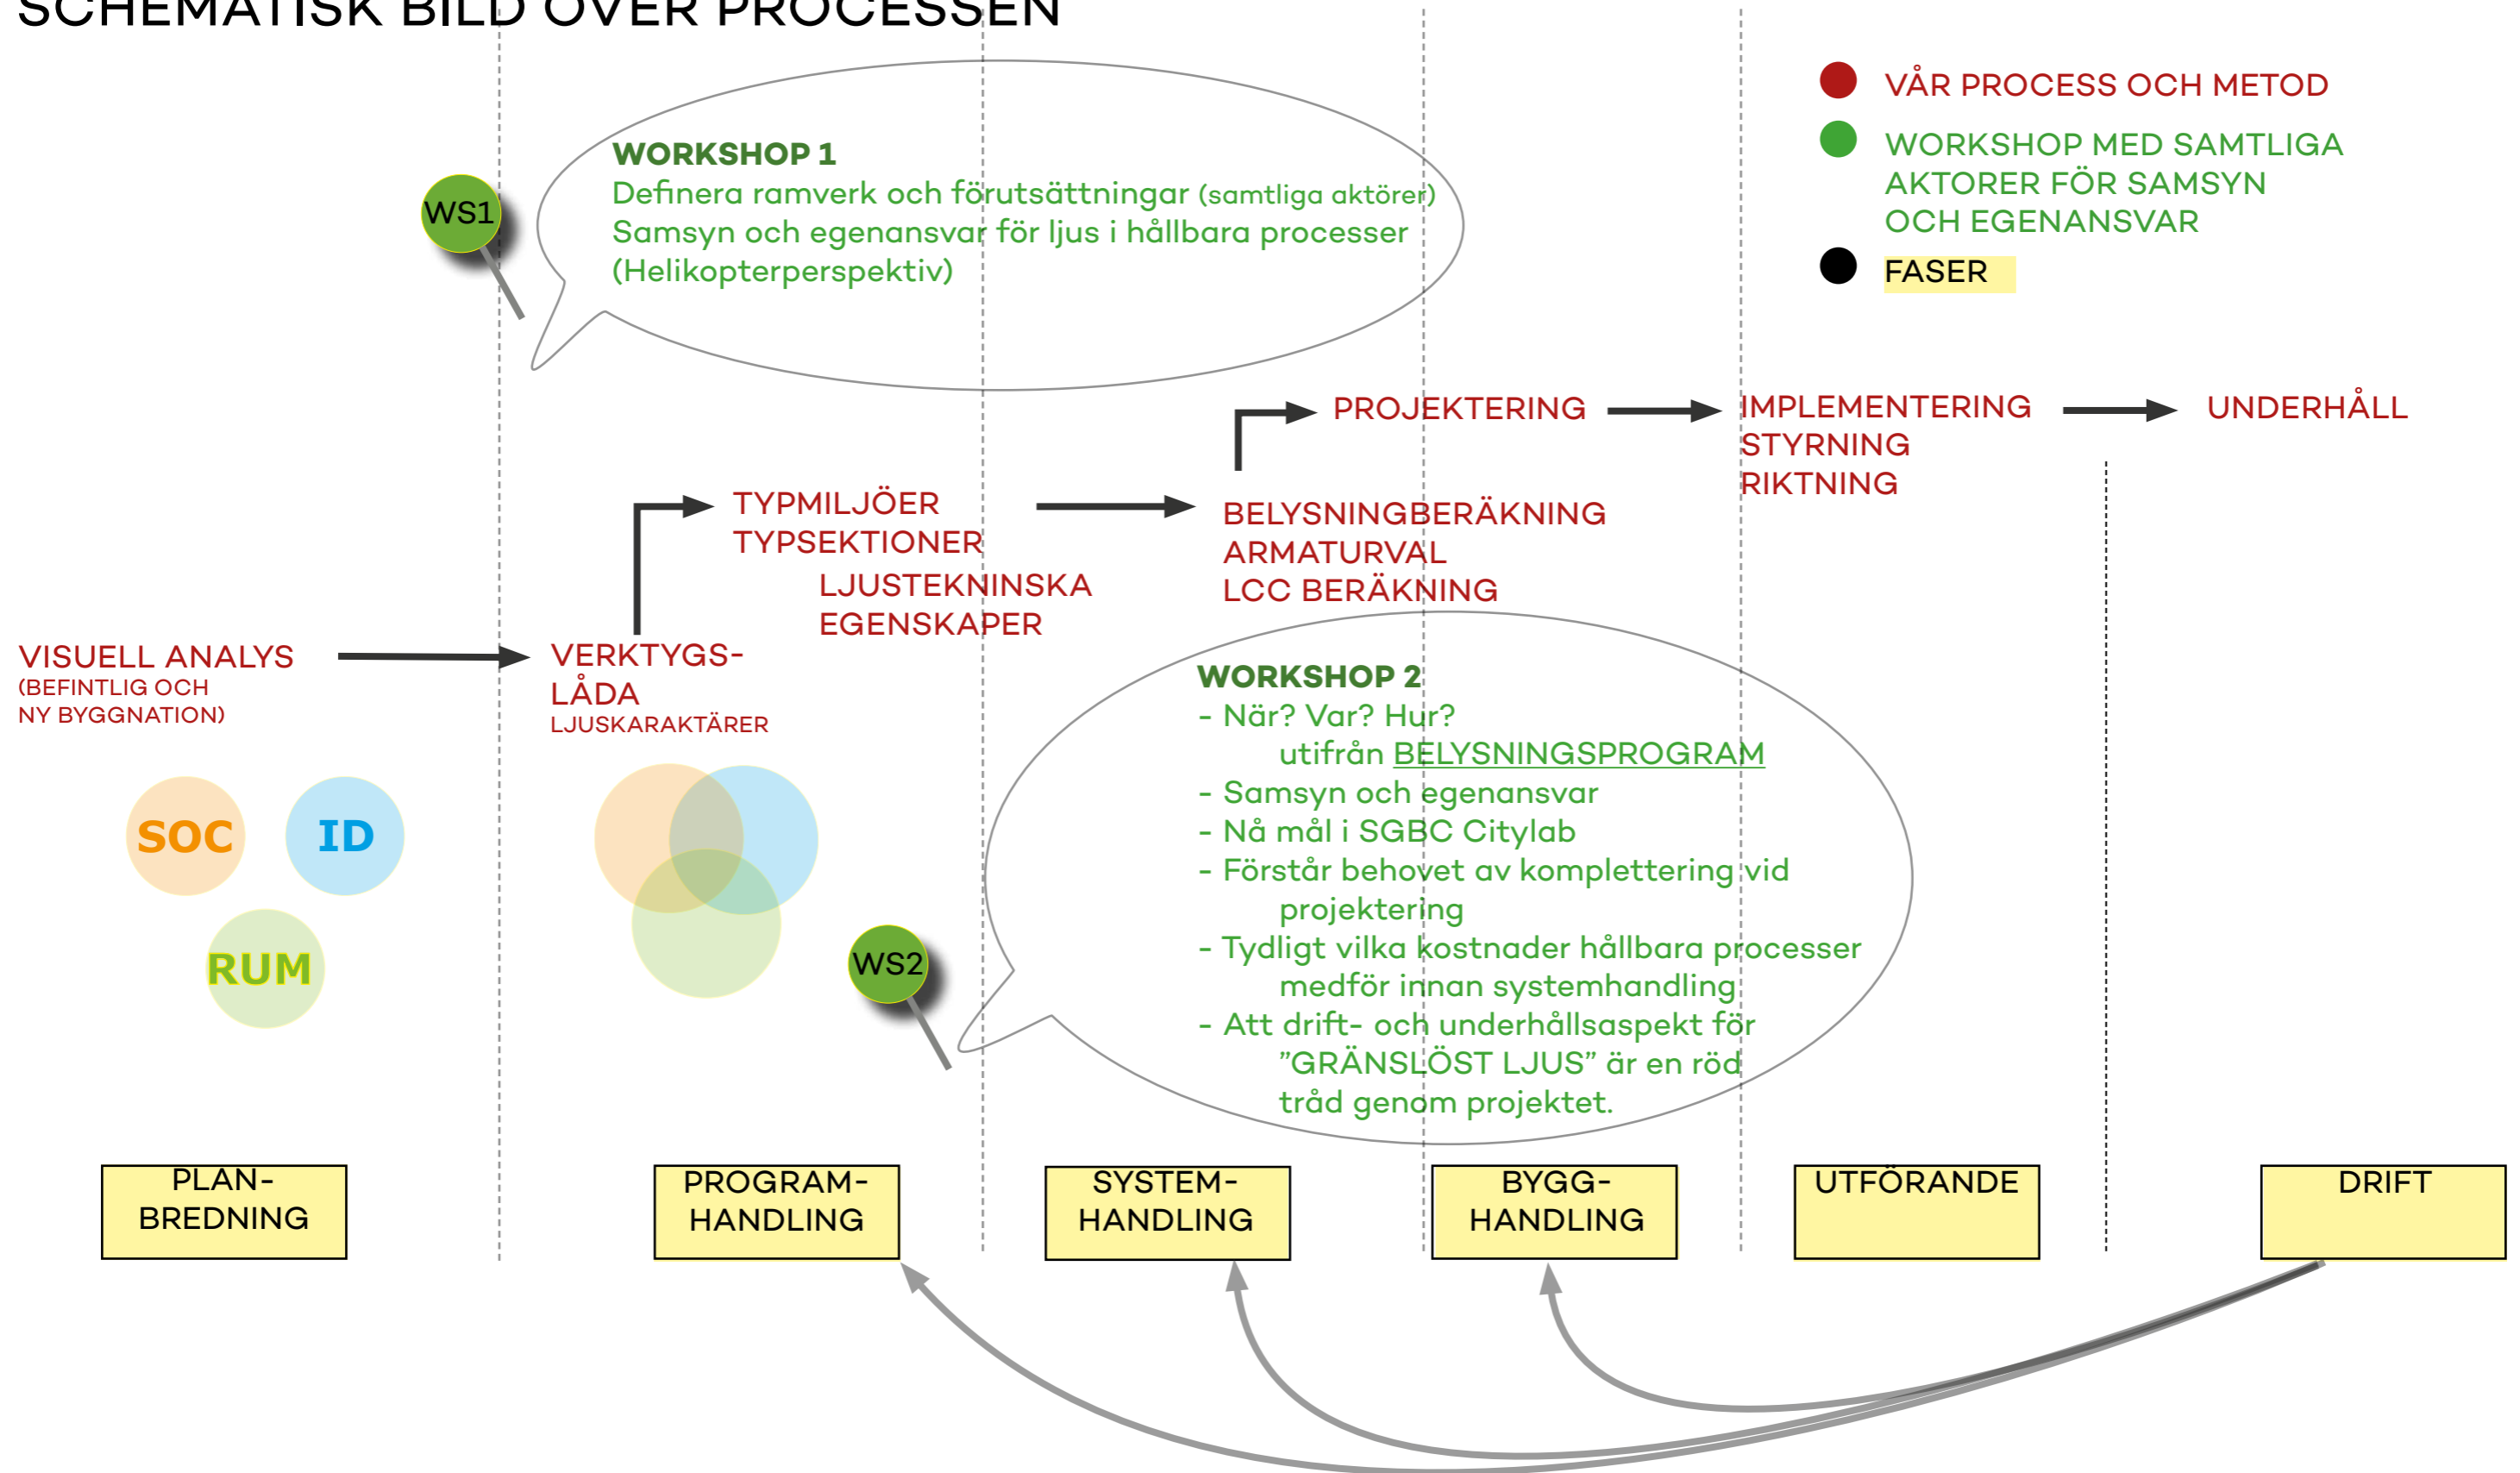 SCHEMATISK BILD ÖVER PROCESSEN
VÅR PROCESS OCH METOD
WORKSHOP MED SAMTLIGA
AKTORER FÖR SAMSYN
OCH EGENANSVAR
FASER
WS1
WORKSHOP 1
Definera ramverk och förutsättningar (samtliga aktörer)
Samsyn och egenansvar för ljus i hållbara processer
(Helikopterperspektiv)
VISUELL ANALYS
(BEFINTLIG OCH
NY BYGGNATION)
VERKTYGS-
LÅDA
LJUSKARAKTÄRER
TYPMILJÖER
TYPSEKTIONER
LJUSTEKNINSKA
EGENSKAPER
BELYSNINGBERÄKNING
ARMATURVAL
LCC BERÄKNING
PROJEKTERING
IMPLEMENTERING
STYRNING
RIKTNING
UNDERHÅLL
SOC
ID
RUM
WS2
WORKSHOP 2
- När? Var? Hur?
utifrån BELYSNINGSPROGRAM
- Samsyn och egenansvar
- Nå mål i SGBC Citylab
- Förstår behovet av komplettering vid
projektering
- Tydligt vilka kostnader hållbara processer
medför innan systemhandling
- Att drift- och underhållsaspekt för
”GRÄNSLÖST LJUS” är en röd
tråd genom projektet.
PLAN-
BREDNING
PROGRAM-
HANDLING
SYSTEM-
HANDLING
BYGG-
HANDLING
UTFÖRANDE
DRIFT